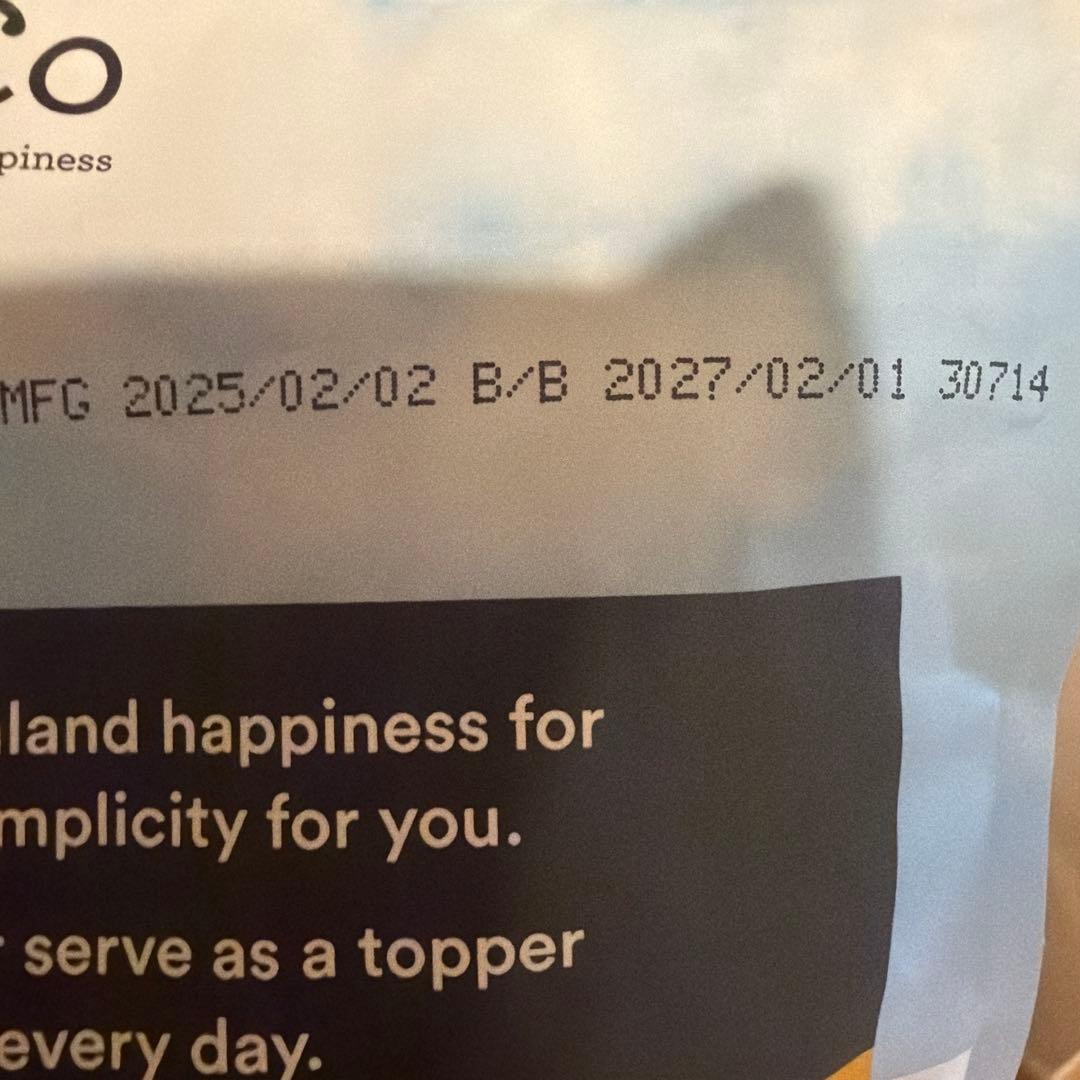 Co
piness
MFG 2025/02/02 B/B 2027/02/01 30714
land happiness for
mplicity for you.
serve as a topper
every day.